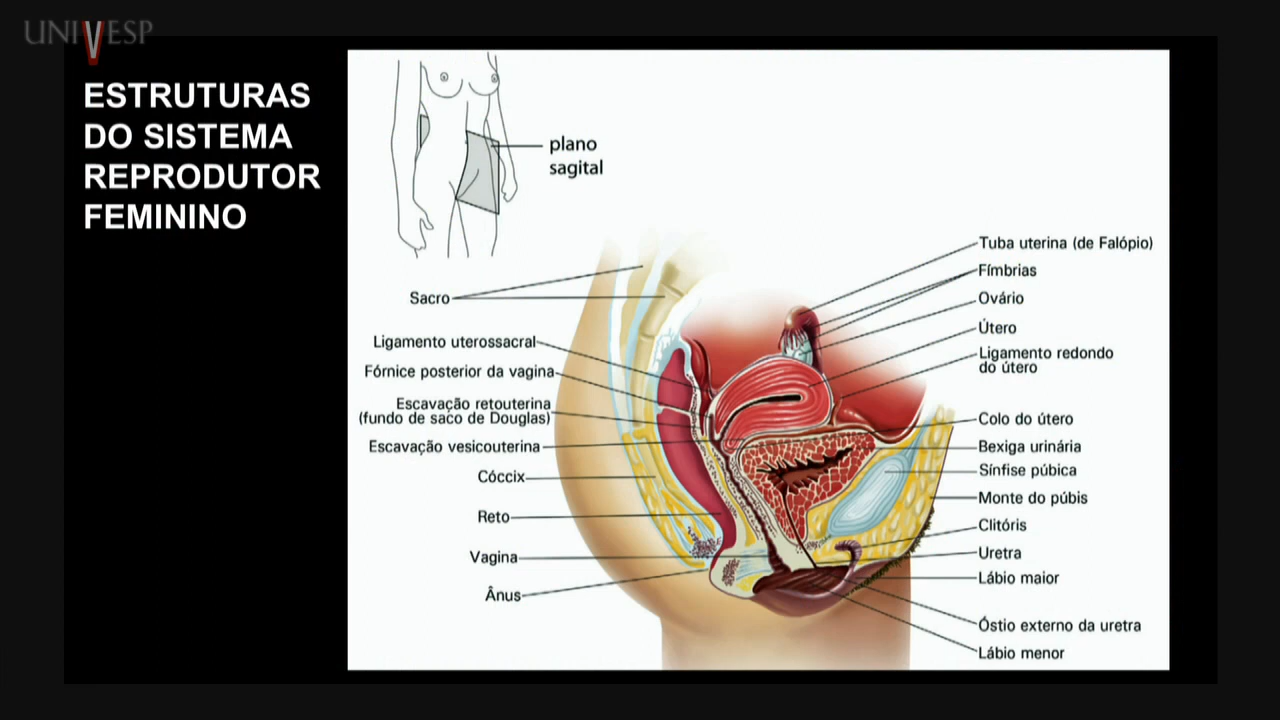 UNIVESP
ESTRUTURAS
DO SISTEMA
REPRODUTOR
FEMININO
plano
sagital
Sacro
Ligamento uterossacral
Fórnice posterior da vagina
Escavação retouterina
(fundo de saco de Douglas)
Escavação vesicouterina
Cóccix
Reto
Vagina
Ânus
Tuba uterina (de Falópio)
Fímbrias
Ovário
Útero
Ligamento redondo
do útero
Colo do útero
Bexiga urinária
Sínfise púbica
Monte do púbis
Clitóris
Uretra
Lábio maior
Óstio externo da uretra
Lábio menor